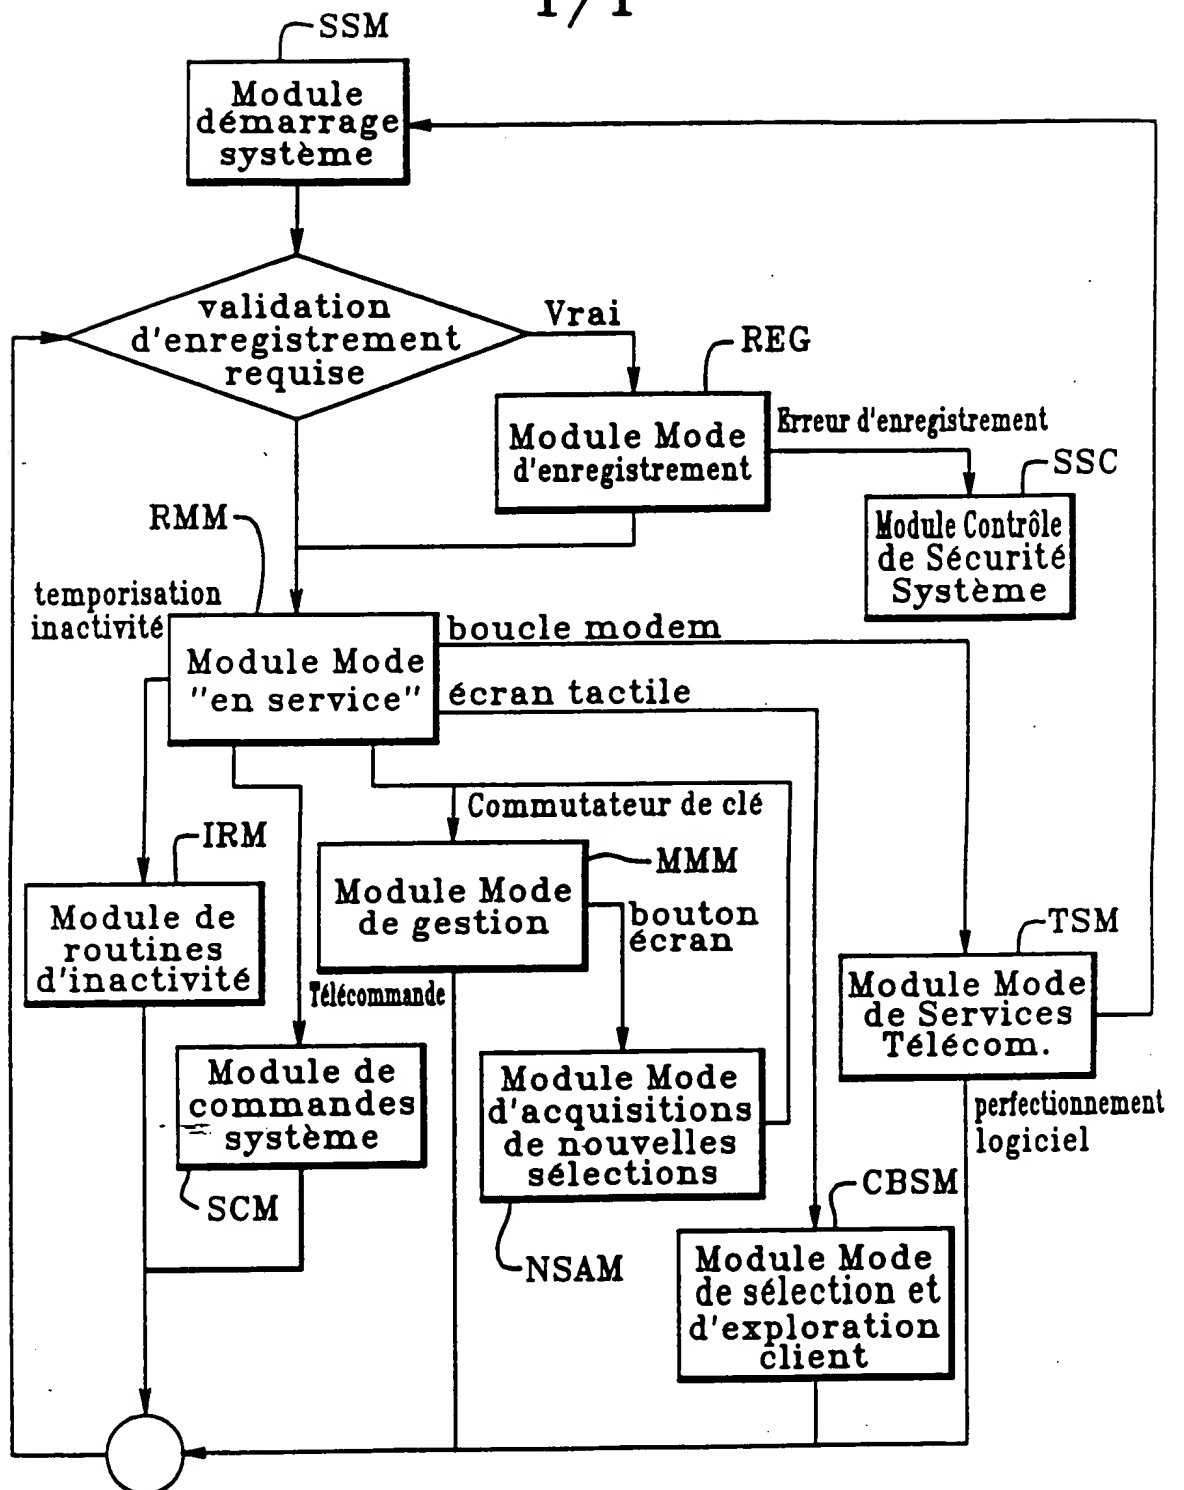 1/1
SSM
Module
démarrage
système
validation
d'enregistrement
requise
Vrai
REG
Module Mode
d'enregistrement
Erreur d'enregistrement
SSC
Module Contrôle
de Sécurité
Système
RMM
temporisation
inactivité
Module Mode
"en service"
boucle modem
écran tactile
Commutateur de clé
IRM
Module de
routines
d'inactivité
MMM
Module Mode
de gestion
bouton
écran
Télécommande
TSM
Module Mode
de Services
Télécom.
perfectionnement
logiciel
Module de
commandes
système
SCM
Module Mode
d'acquisitions
de nouvelles
sélections
NSAM
CBSM
Module Mode
de sélection et
d'exploration
client